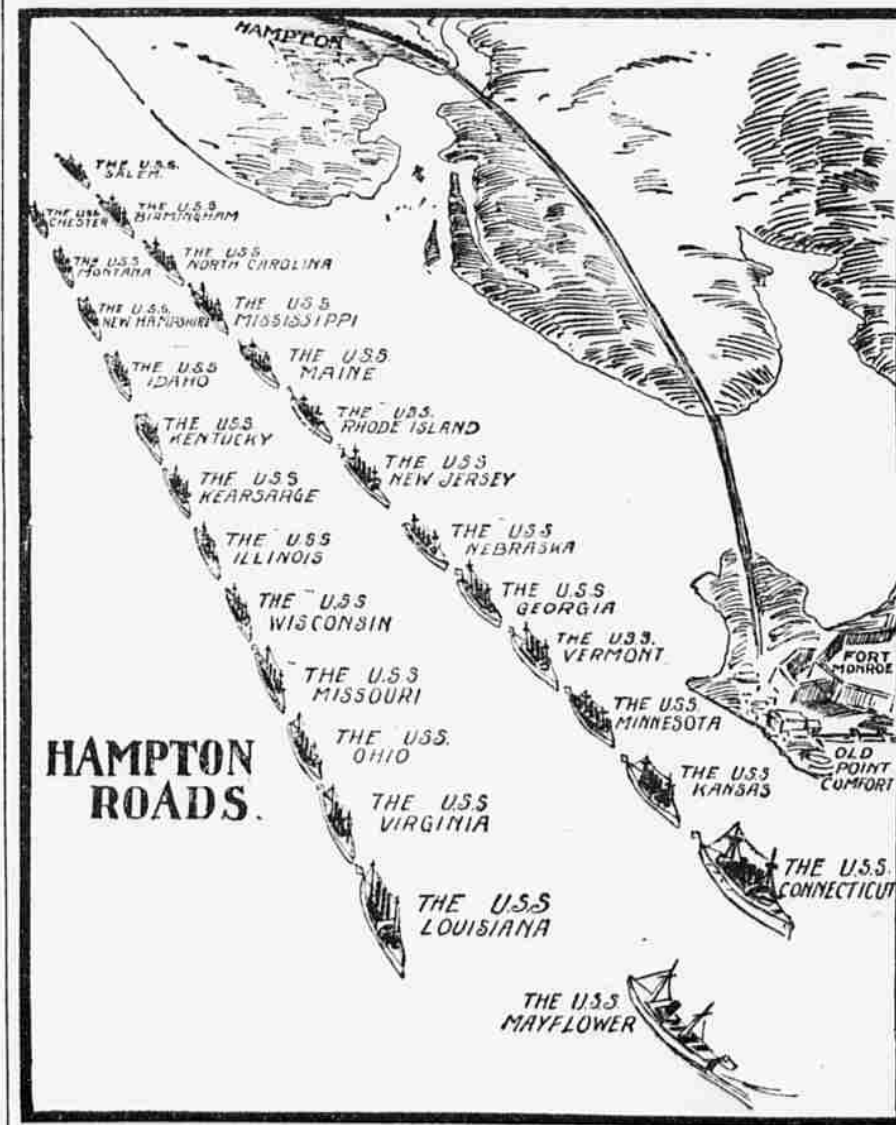 HAMPTON
THE U.S.S.
SALEM.
THE U.S.S
BIRMINGHAM
THE USS
CHESTER
THE U.S.S
NORTH CAROLINA
THE USS
MONTANA
THE U.S.S
MISSISSIPPI
THE U.S.S.
NEW HAMPSHIRE
THE U.S.S.
MAINE
THE U.S.S
IDAHO
THE U.S.S.
RHODE ISLAND
THE U.S.S.
KENTUCKY
THE U.S.S
NEW JERSEY
THE U.S.S
KEARSARGE
THE U.S.S
NEBRASKA
THE U.S.S
ILLINOIS
THE U.S.S
GEORGIA
THE U.S.S
WISCONSIN
THE U.S.S.
VERMONT
FORT
MONROE
THE U.S.S
MISSOURI
THE U.S.S
MINNESOTA
THE U.S.S.
OHIO
OLD
POINT
COMFORT
THE U.S.S
KANSAS
HAMPTON
ROADS.
THE U.S.S
VIRGINIA
THE U.S.S.
CONNECTICUT
THE U.S.S
LOUISIANA
THE U.S.S.
MAYFLOWER